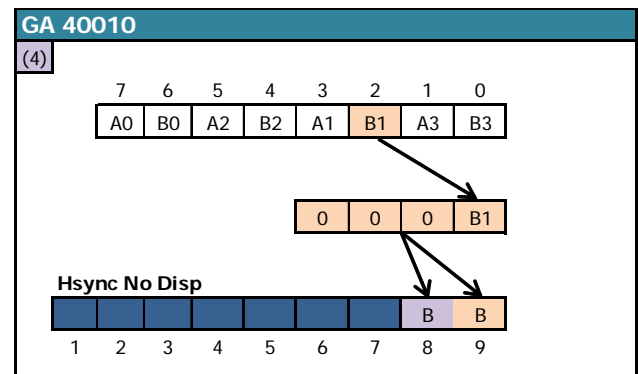 GA 40010
(4)
7 6 5 4 3 2 1 0
A0 B0 A2 B2 A1 B1 A3 B3
0 0 0 B1
Hsync No Disp
B B
1 2 3 4 5 6 7 8 9